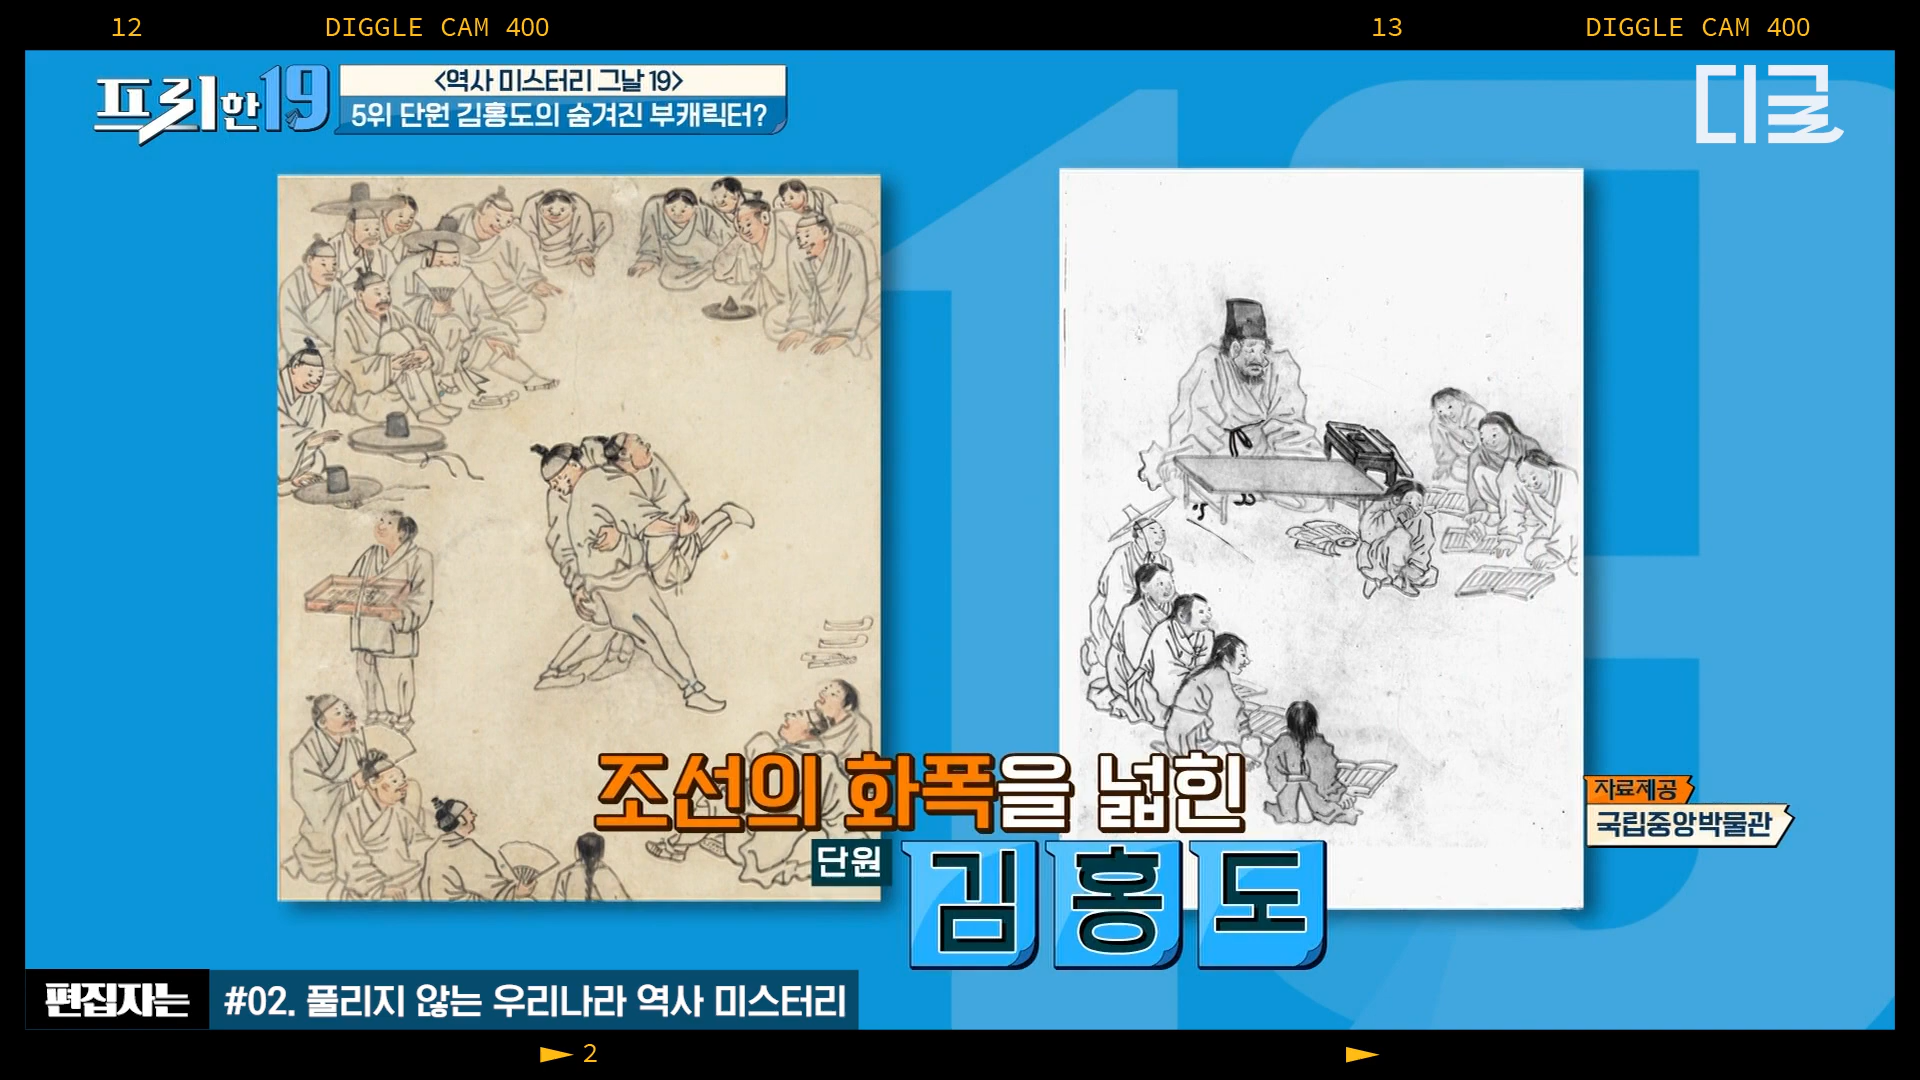 12 DIGGLE CAM 400 13 DIGGLE CAM 400
프리한19
<역사 미스터리 그날 19>
5위 단원 김홍도의 숨겨진 부캐릭터?
디글
조선의 화폭을 넓힌
단원 김홍도
자료제공
국립중앙박물관
편집자는 #02. 풀리지 않는 우리나라 역사 미스터리
2